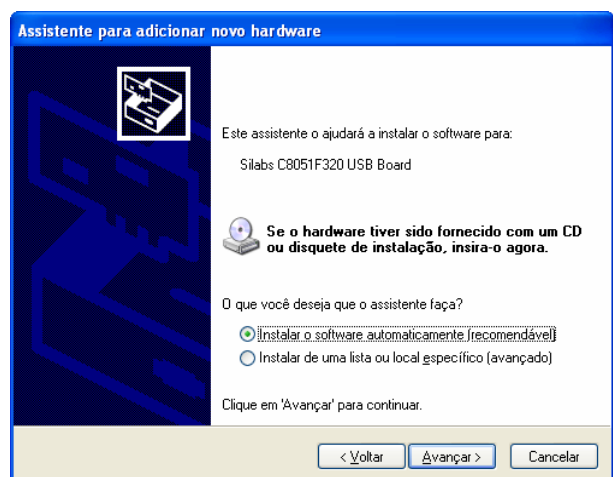 Assistente para adicionar novo hardware
Este assistente o ajudará a instalar o software para:
Silabs C8051F320 USB Board
Se o hardware tiver sido fornecido com um CD
ou disquete de instalação, insira-o agora.
O que você deseja que o assistente faça?
Instalar o software automaticamente (recomendável)
Instalar de uma lista ou local específico (avançado)
Clique em 'Avançar' para continuar.
< Voltar Avançar > Cancelar